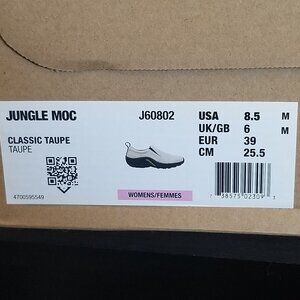 JUNGLE MOC J60802
CLASSIC TAUPE
TAUPE
4700595549
WOMENS/FEMMES
USA 8.5 M
UK/GB 6 M
EUR 39
CM 25.5